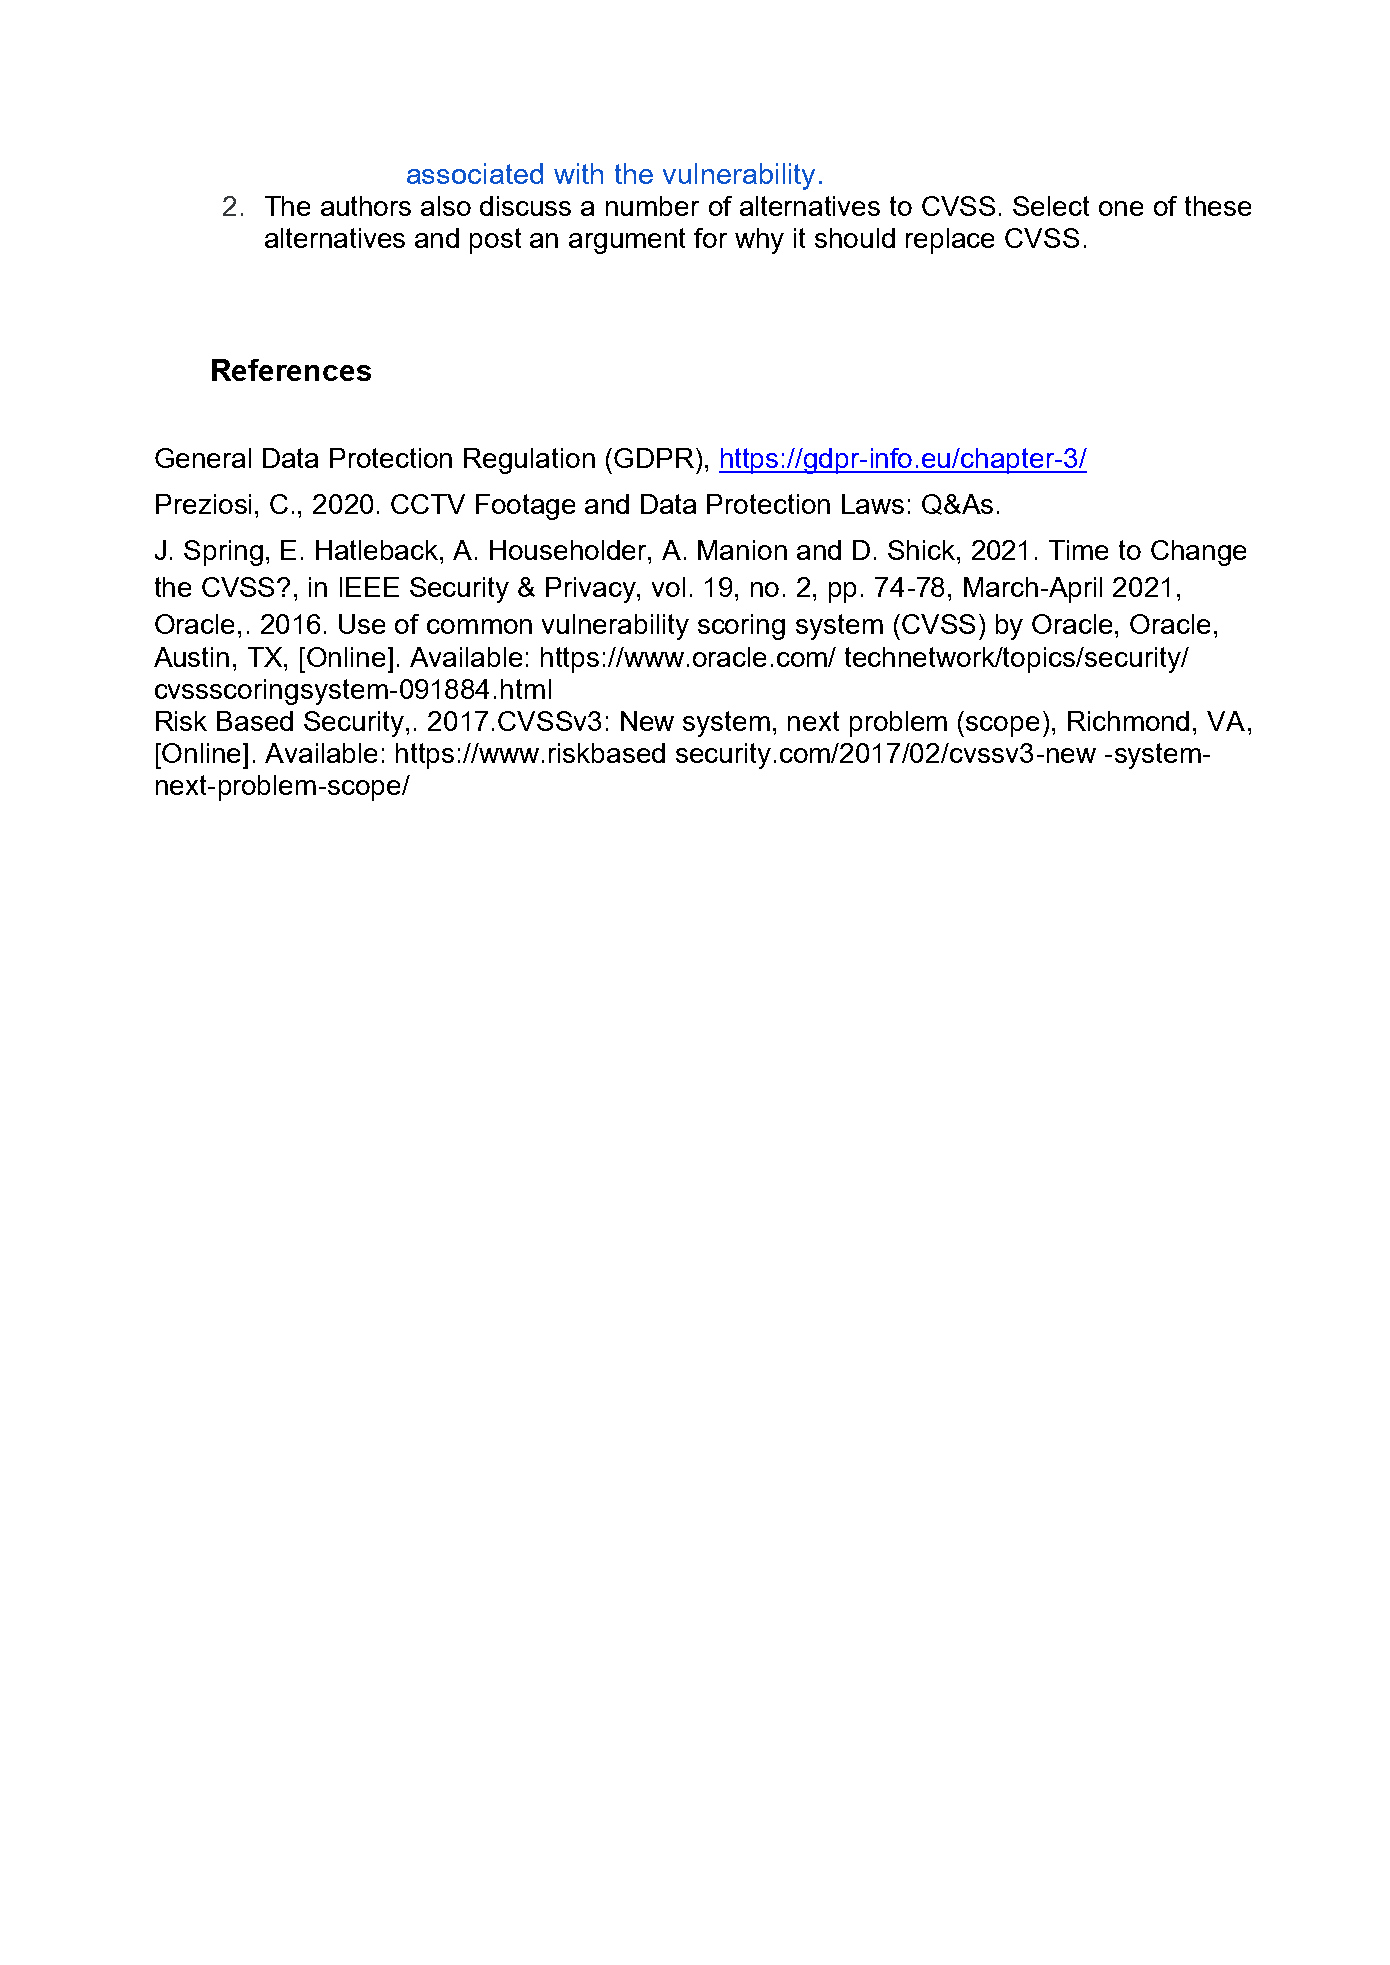 associated with the vulnerability.
2. The authors also discuss a number of alternatives to CVSS. Select one of these
alternatives and post an argument for why it should replace CVSS.
References
General Data Protection Regulation (GDPR), https://gdpr-info.eu/chapter-3/
Preziosi, C., 2020. CCTV Footage and Data Protection Laws: Q&As.
J. Spring, E. Hatleback, A. Householder, A. Manion and D. Shick, 2021. Time to Change
the CVSS?, in IEEE Security & Privacy, vol. 19, no. 2, pp. 74-78, March-April 2021,
Oracle,. 2016. Use of common vulnerability scoring system (CVSS) by Oracle, Oracle,
Austin, TX, [Online]. Available: https://www.oracle.com/ technetwork/topics/security/
cvssscoringsystem-091884.html
Risk Based Security,. 2017.CVSSv3: New system, next problem (scope), Richmond, VA,
[Online]. Available: https://www.riskbased security.com/2017/02/cvssv3-new -system-
next-problem-scope/